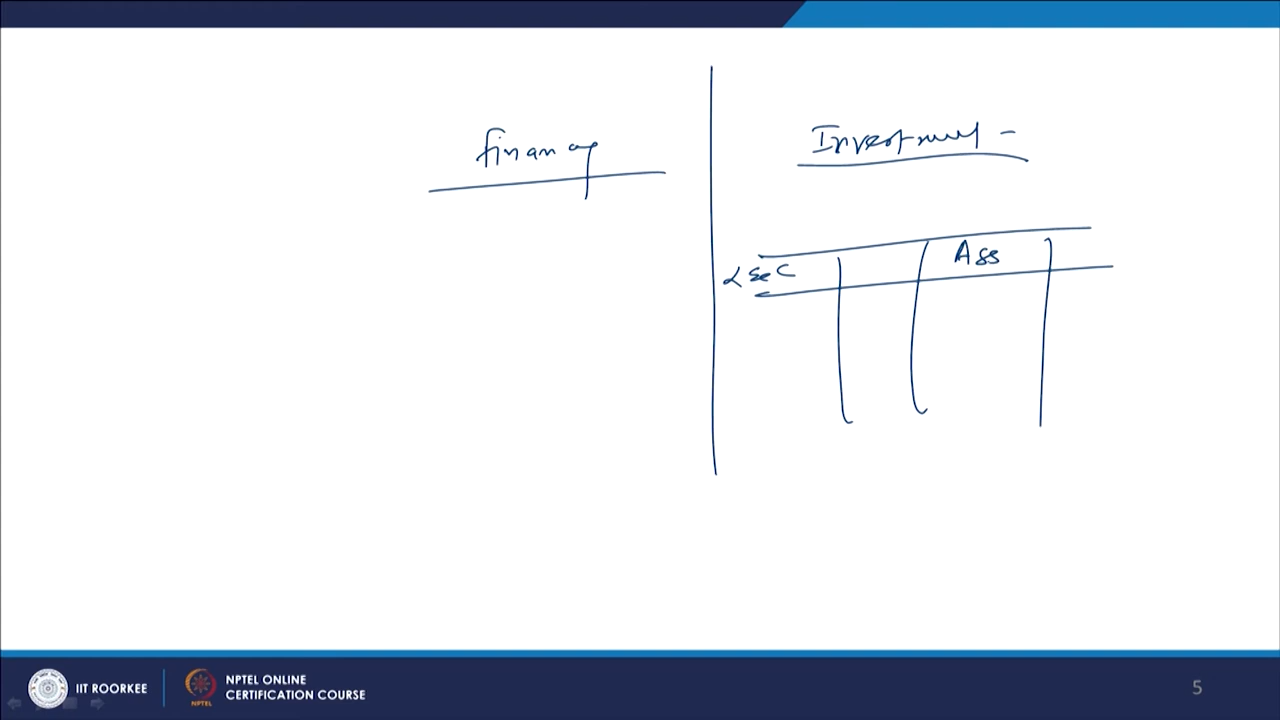 Financing
Investment -
L & C
Ass
IIT ROORKEE
NPTEL ONLINE
CERTIFICATION COURSE
5